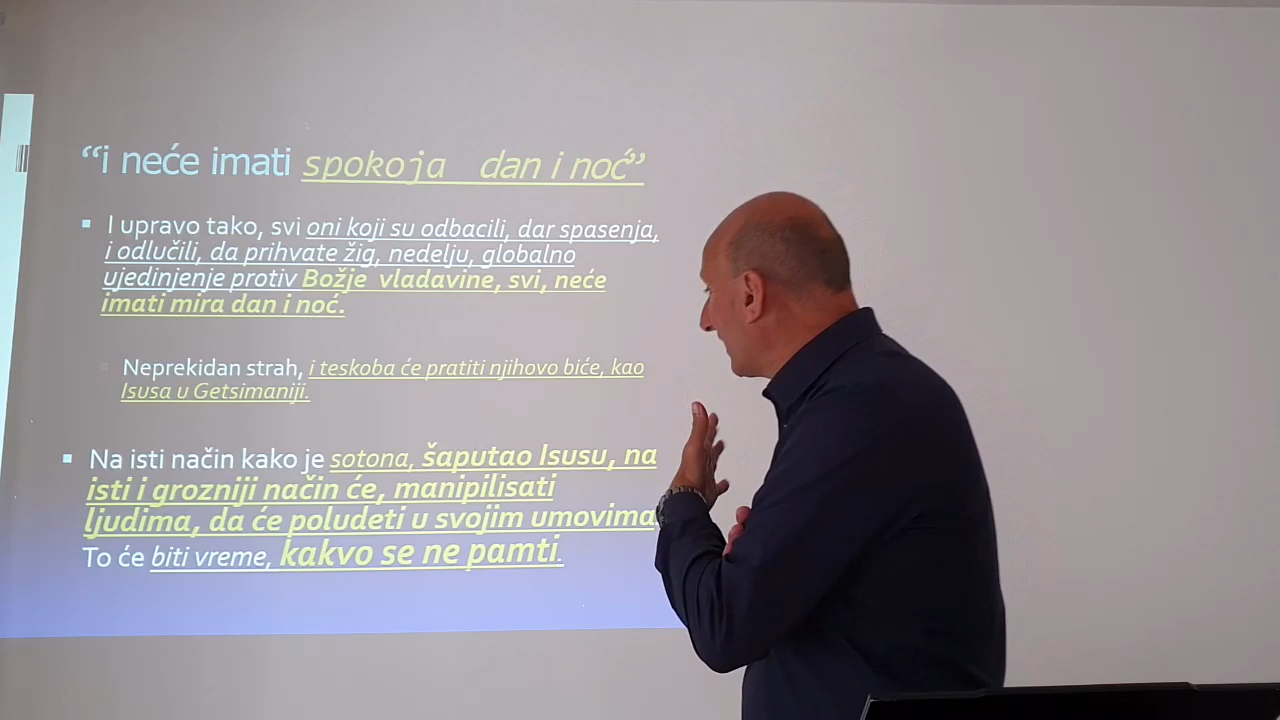 “i neće imati spokoja dan i noć”
I upravo tako, svi oni koji su odbacili, dar spasenja,
i odlučili, da prihvate žig, nedelju, globalno
ujedinjenje protiv Božje vladavine, svi, neće
imati mira dan i noć.
Neprekidan strah, i teskoba će pratiti njihovo biće, kao
Isusa u Getsimaniji.
Na isti način kako je sotona, šaputao Isusu, na
isti i grozniji način će, manipilisati
ljudima, da će poludeti u svojim umovima.
To će biti vreme, kakvo se ne pamti.